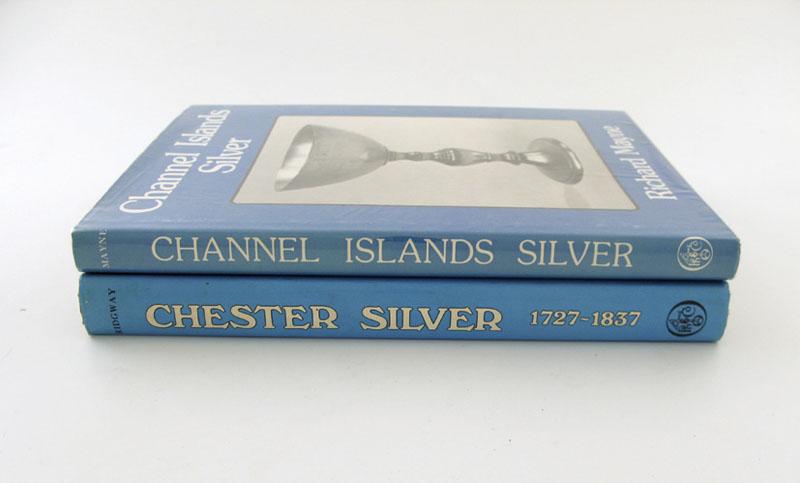 Channel Islands
Silver
Richard Mayne
MAYNE
CHANNEL ISLANDS SILVER
RIDGWAY
CHESTER SILVER 1727-1837